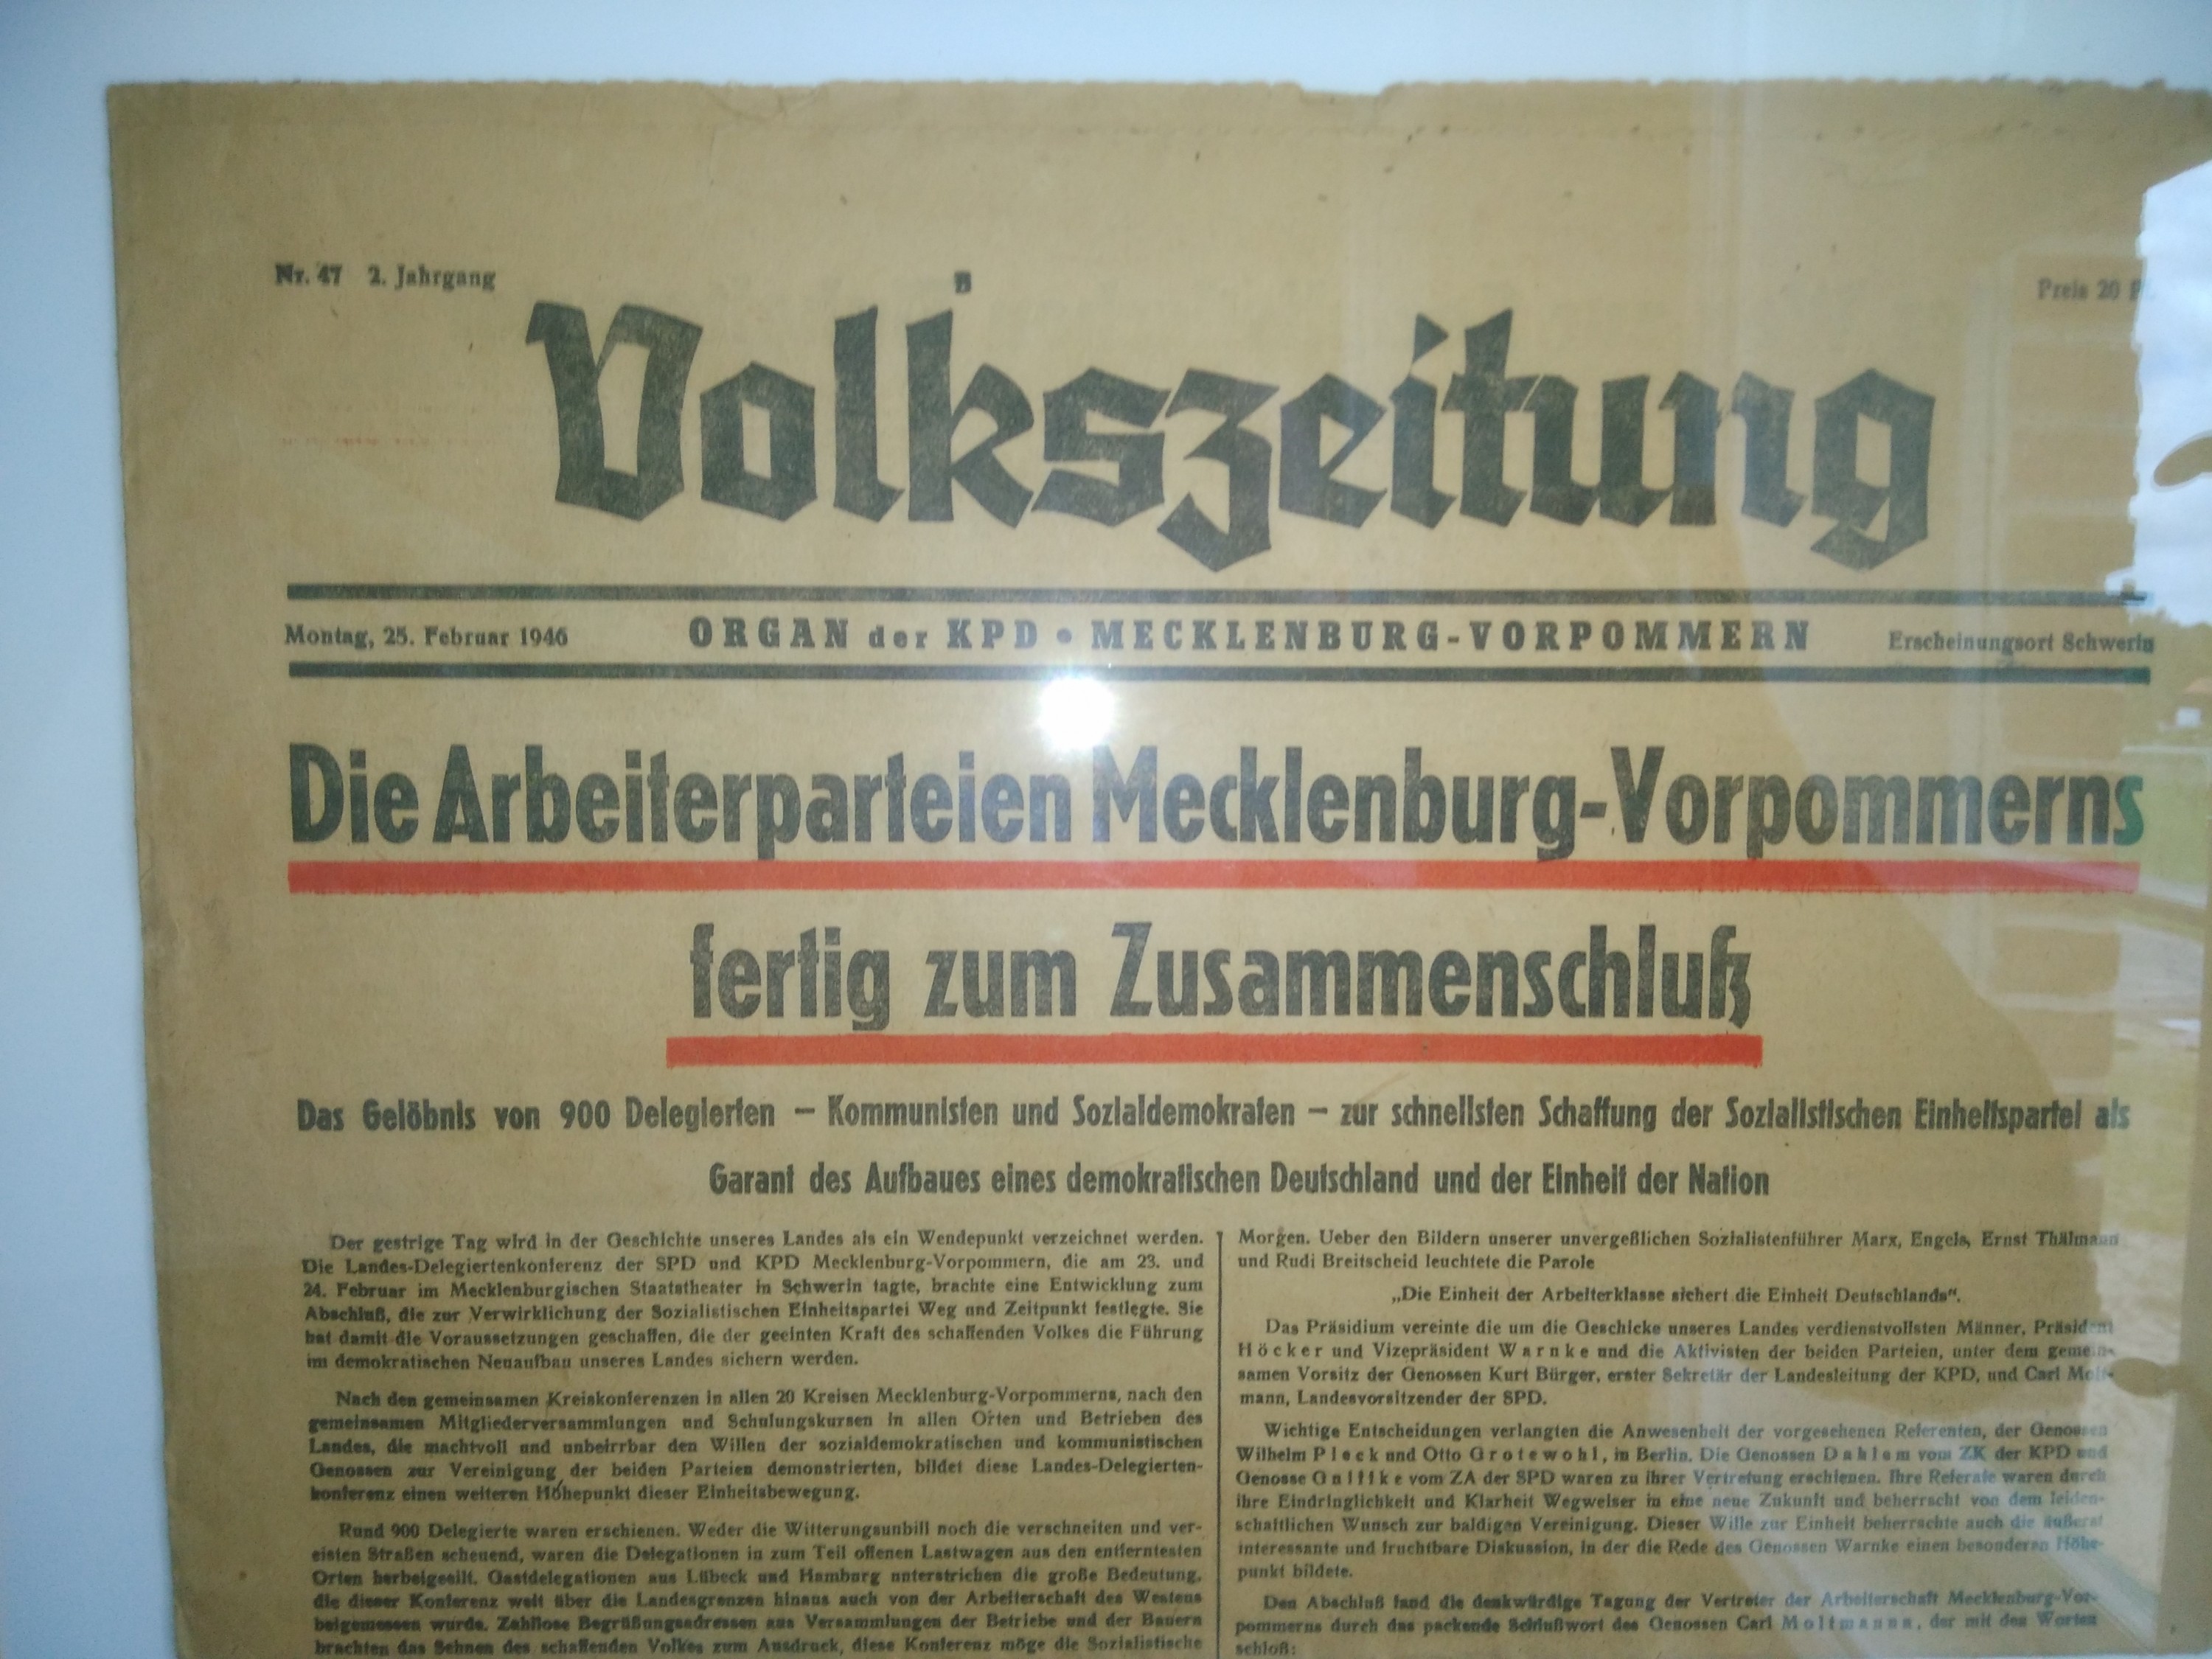 Nr. 47 2. Jahrgang
Preis 20 P
Volkszeitung
Montag, 25. Februar 1946
ORGAN der KPD • MECKLENBURG-VORPOMMERN
Erscheinungsort Schwerin
Die Arbeiterparteien Mecklenburg-Vorpommerns
fertig zum Zusammenschluß
Das Gelöbnis von 900 Delegierten — Kommunisten und Sozialdemokraten — zur schnellsten Schaffung der Sozialistischen Einheitspartei als
Garant des Aufbaues eines demokratischen Deutschland und der Einheit der Nation
Der gestrige Tag wird in der Geschichte unseres Landes als ein Wendepunkt verzeichnet werden.
Die Landes-Delegiertenkonferenz der SPD und KPD Mecklenburg-Vorpommern, die am 23. und
24. Februar im Mecklenburgischen Staatstheater in Schwerin tagte, brachte eine Entwicklung zum
Abschluß, die zur Verwirklichung der Sozialistischen Einheitspartei Weg und Zeitpunkt festlegte. Sie
hat damit die Voraussetzungen geschaffen, die der geeinten Kraft des schaffenden Volkes die Führung
im demokratischen Neuaufbau unseres Landes sichern werden.
Nach den gemeinsamen Kreiskonferenzen in allen 20 Kreisen Mecklenburg-Vorpommerns, nach den
gemeinsamen Mitgliederversammlungen und Schulungskursen in allen Orten und Betrieben des
Landes, die machtvoll und unbeirrbar den Willen der sozialdemokratischen und kommunistischen
Genossen zur Vereinigung der beiden Parteien demonstrierten, bildet diese Landes-Delegierten-
konferenz einen weiteren Höhepunkt dieser Einheitsbewegung.
Rund 900 Delegierte waren erschienen. Weder die Witterungsunbill noch die verschneiten und ver-
eisten Straßen scheuend, waren die Delegationen in zum Teil offenen Lastwagen aus den entferntesten
Orten herbeigeeilt. Gastdelegationen aus Lübeck und Hamburg unterstrichen die große Bedeutung,
die dieser Konferenz weit über die Landesgrenzen hinaus auch von der Arbeiterschaft des Westens
beigemessen wurde. Zahllose Begrüßungsadressen aus Versammlungen der Betriebe und der Bauern
brachten das Sehnen des schaffenden Volkes zum Ausdruck, diese Konferenz möge die Sozialistische
Morgen. Ueber den Bildern unserer unvergeßlichen Sozialistenführer Marx, Engels, Ernst Thälmann
und Rudi Breitscheid leuchtete die Parole
„Die Einheit der Arbeiterklasse sichert die Einheit Deutschlands“.
Das Präsidium vereinte die um die Geschicke unseres Landes verdienstvollsten Männer, Präsident
Höcker und Vizepräsident Warnke und die Aktivisten der beiden Parteien, unter dem gemein-
samen Vorsitz der Genossen Kurt Bürger, erster Sekretär der Landesleitung der KPD, und Carl Molt-
mann, Landesvorsitzender der SPD.
Wichtige Entscheidungen verlangten die Anwesenheit der vorgesehenen Referenten, der Genossen
Wilhelm Pieck und Otto Grotewohl, in Berlin. Die Genossen Dahlem vom ZK der KPD und
Genosse Gniffke vom ZA der SPD waren zu ihrer Vertretung erschienen. Ihre Referate waren durch
ihre Eindringlichkeit und Klarheit Wegweiser in eine neue Zukunft und beherrscht von dem leiden-
schaftlichen Wunsch zur baldigen Vereinigung. Dieser Wille zur Einheit beherrschte auch die äußerst
interessante und fruchtbare Diskussion, in der die Rede des Genossen Warnke einen besonderen Höhe-
punkt bildete.
Den Abschluß fand die denkwürdige Tagung der Vertreter der Arbeiterschaft Mecklenburg-Vor-
pommerns durch das packende Schlußwort des Genossen Carl Moltmann, der mit den Worten
schloß: